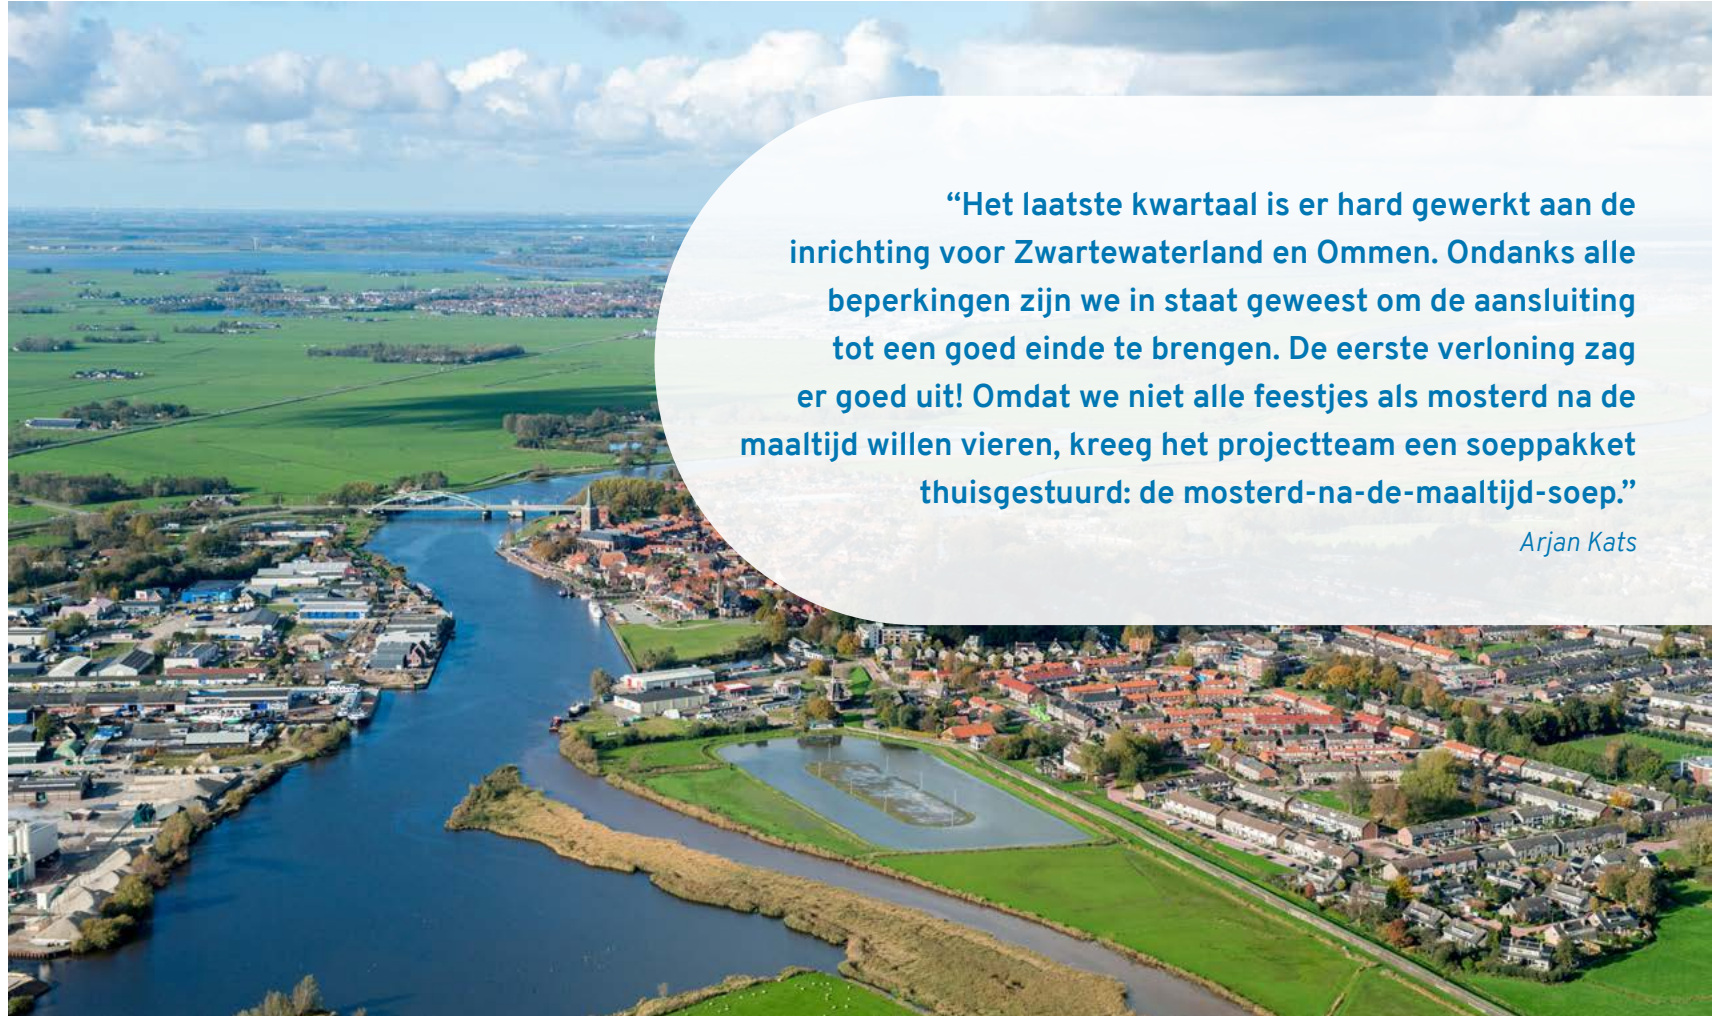 “Het laatste kwartaal is er hard gewerkt aan de
inrichting voor Zwartewaterland en Ommen. Ondanks alle
beperkingen zijn we in staat geweest om de aansluiting
tot een goed einde te brengen. De eerste verloning zag
er goed uit! Omdat we niet alle feestjes als mosterd na de
maaltijd willen vieren, kreeg het projectteam een soeppakket
thuisgestuurd: de mosterd-na-de-maaltijd-soep.”
Arjan Kats